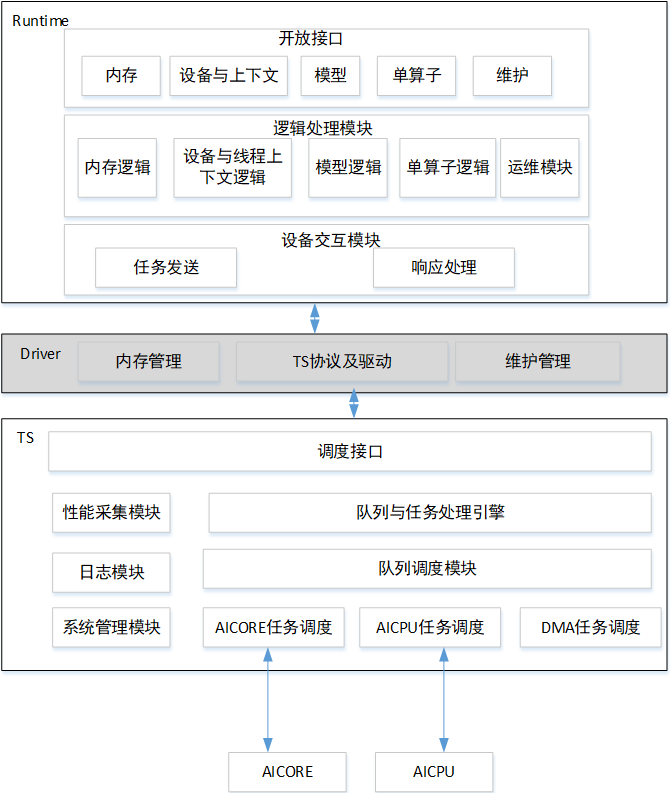 Runtime
开放接口
内存
设备与上下文
模型
单算子
维护
逻辑处理模块
内存逻辑
设备与线程上
下文逻辑
模型逻辑
单算子逻辑
运维模块
设备交互模块
任务发送
响应处理
Driver
内存管理
TS协议及驱动
维护管理
TS
调度接口
性能采集模块
队列与任务处理引擎
日志模块
队列调度模块
系统管理模块
AICORE任务调度
AICPU任务调度
DMA任务调度
AICORE
AICPU